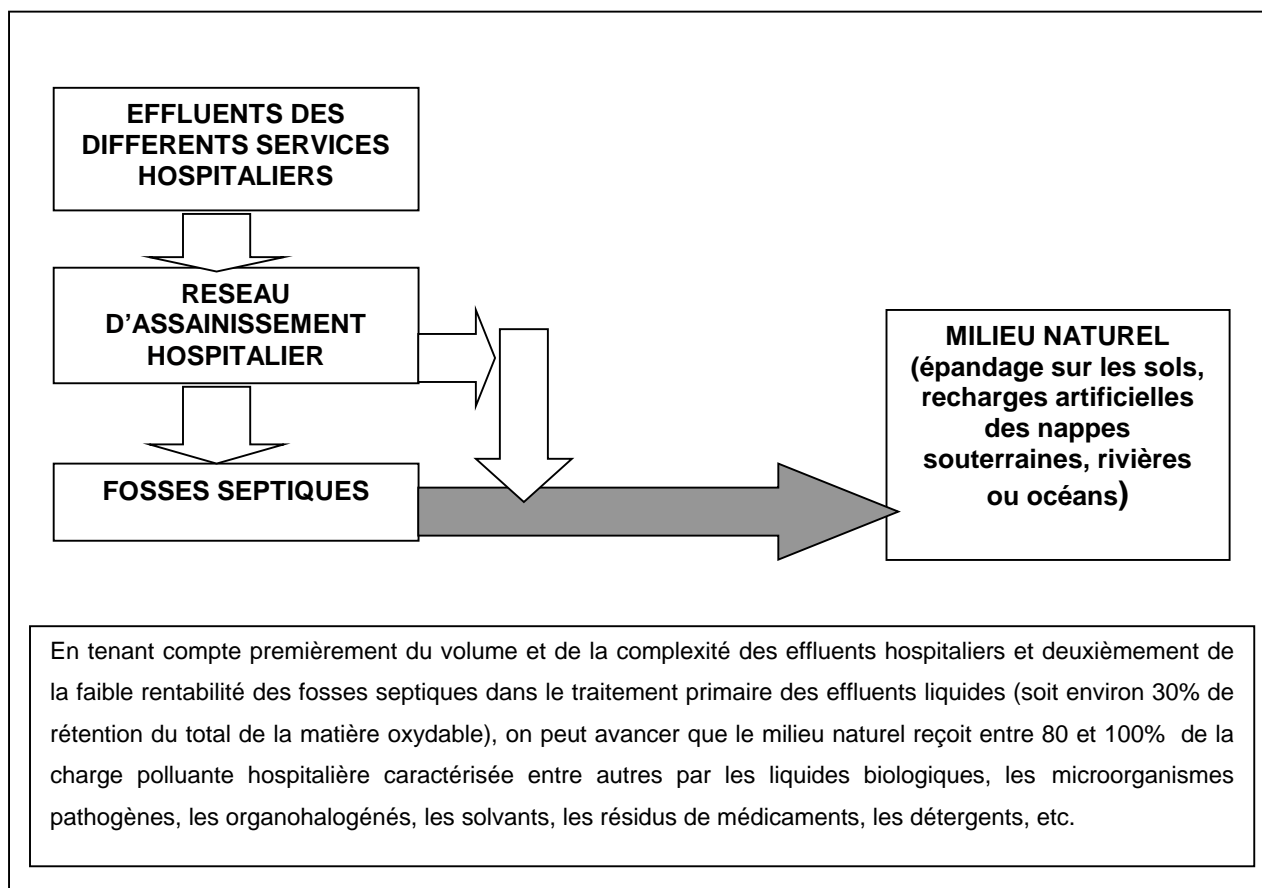 EFFLUENTS DES
DIFFERENTS SERVICES
HOSPITALIERS
RESEAU
D’ASSAINISSEMENT
HOSPITALIER
FOSSES SEPTIQUES
MILIEU NATUREL
(épandage sur les sols,
recharges artificielles
des nappes
souterraines, rivières
ou océans)
En tenant compte premièrement du volume et de la complexité des effluents hospitaliers et deuxièmement de
la faible rentabilité des fosses septiques dans le traitement primaire des effluents liquides (soit environ 30% de
rétention du total de la matière oxydable), on peut avancer que le milieu naturel reçoit entre 80 et 100% de la
charge polluante hospitalière caractérisée entre autres par les liquides biologiques, les microorganismes
pathogènes, les organohalogénés, les solvants, les résidus de médicaments, les détergents, etc.